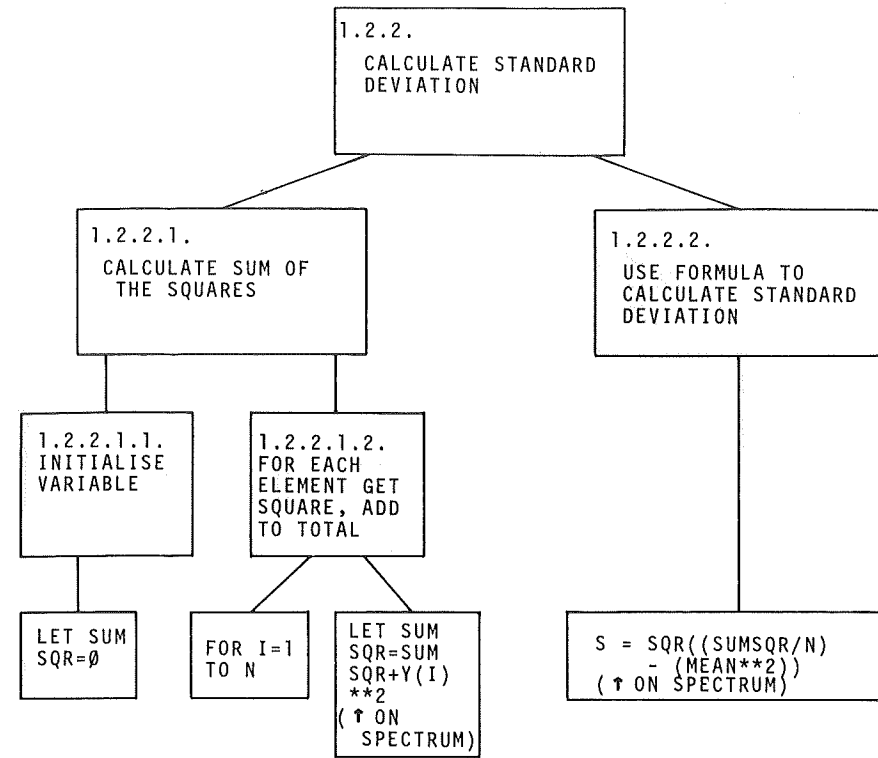 1.2.2.
CALCULATE STANDARD
DEVIATION
1.2.2.1.
CALCULATE SUM OF
THE SQUARES
1.2.2.2.
USE FORMULA TO
CALCULATE STANDARD
DEVIATION
1.2.2.1.1.
INITIALISE
VARIABLE
1.2.2.1.2.
FOR EACH
ELEMENT GET
SQUARE, ADD
TO TOTAL
LET SUM
SQR=Ø
FOR I=1
TO N
LET SUM
SQR=SUM
SQR+Y(I)
**2
(↑ ON
SPECTRUM)
S = SQR((SUMSQR/N)
- (MEAN**2))
(↑ ON SPECTRUM)